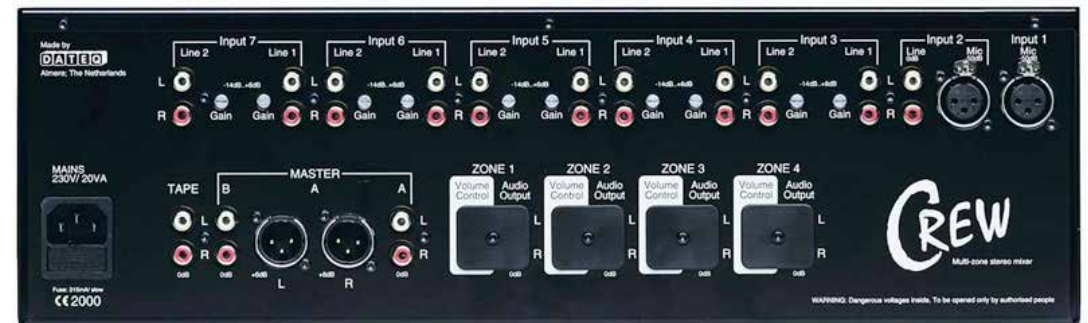 Made by
DATEQ
Almere; The Netherlands
Input 7
Line 2 Line 1
L
R
-14dB..+6dB
Gain Gain
Input 6
Line 2 Line 1
L
R
-14dB..+6dB
Gain Gain
Input 5
Line 2 Line 1
L
R
-14dB..+6dB
Gain Gain
Input 4
Line 2 Line 1
L
R
-14dB..+6dB
Gain Gain
Input 3
Line 2 Line 1
L
R
-14dB..+6dB
Gain Gain
Input 2
Line Mic
0dB
L
R
Input 1
Mic
MAINS
230V/ 20VA
Fuse: 315mA/ slow
CE 2000
TAPE
L
R
0dB
MASTER
B A A
L
R
0dB +6dB +6dB 0dB
L R
ZONE 1
Volume Control
Audio Output
L
R
0dB
ZONE 2
Volume Control
Audio Output
L
R
0dB
ZONE 3
Volume Control
Audio Output
L
R
0dB
ZONE 4
Volume Control
Audio Output
L
R
0dB
CREW
Multi-zone stereo mixer
WARNING: Dangerous voltages inside. To be opened only by authorised people